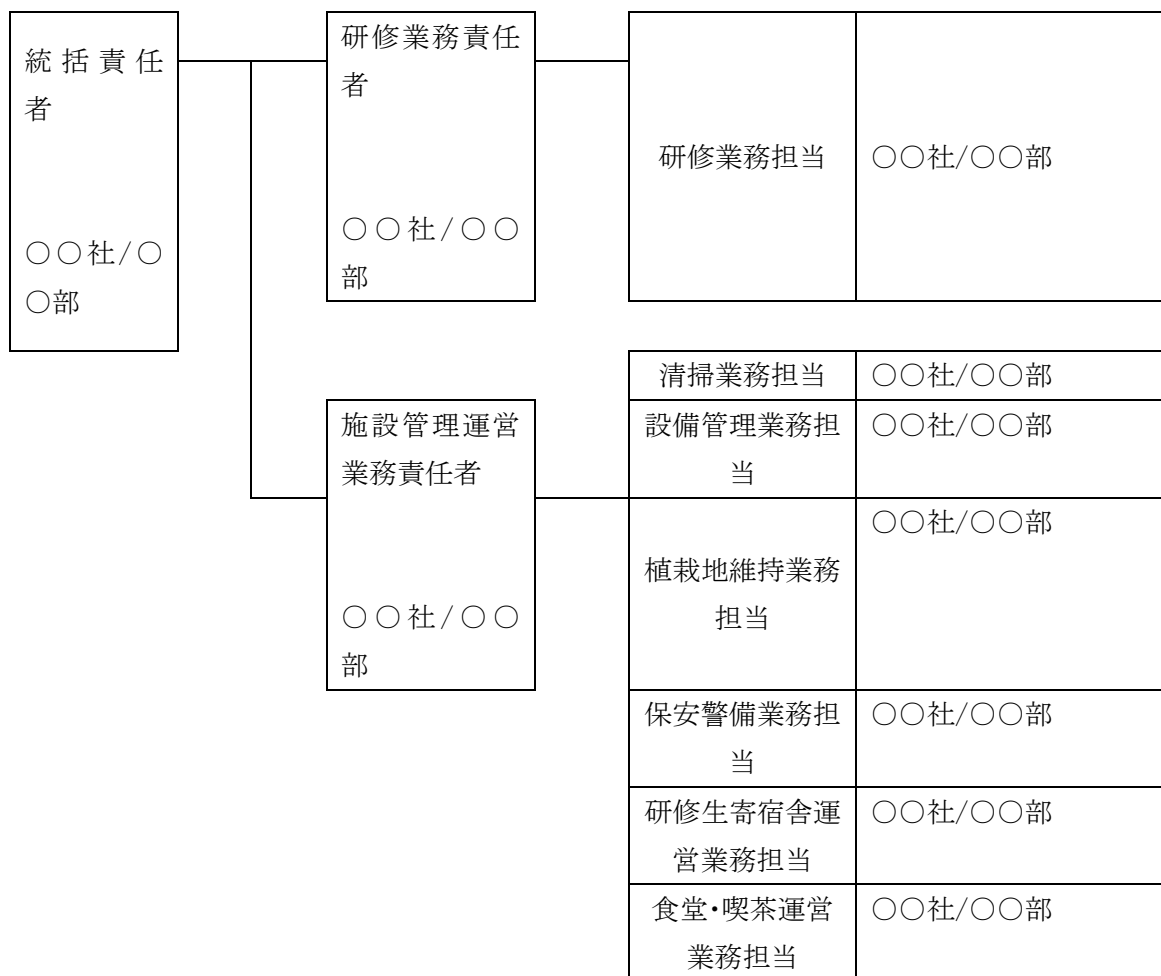 統括責任
者
○○社/○
○部
研修業務責任
者
○○社/○○
部
研修業務担当
○○社/○○部
施設管理運営
業務責任者
○○社/○○
部
清掃業務担当
○○社/○○部
設備管理業務担
当
○○社/○○部
植栽地維持業務
担当
○○社/○○部
保安警備業務担
当
○○社/○○部
研修生寄宿舎運
営業務担当
○○社/○○部
食堂・喫茶運営
業務担当
○○社/○○部